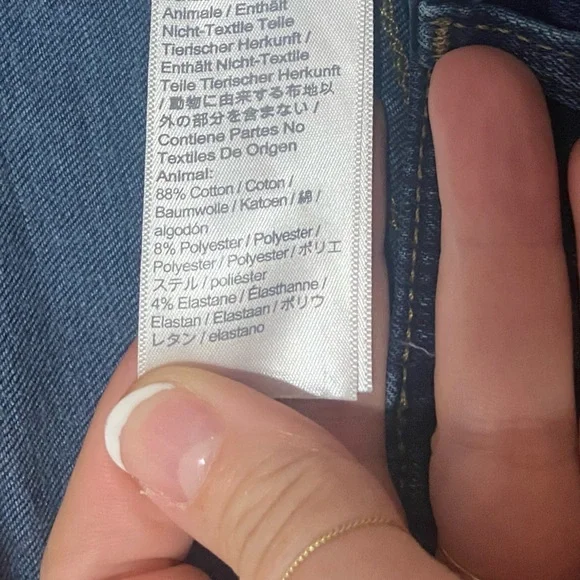 Animale / Enthält
Nicht-Textile Teile
Tierischer Herkunft /
Enthält Nicht-Textile
Teile Tierischer Herkunft
/ 動物に由来する布地以
外の部分を含まない /
Contiene Partes No
Textiles De Origen
Animal:
88% Cotton / Coton /
Baumwolle / Katoen / 綿 /
algodón
8% Polyester / Polyester /
Polyester / Polyester / ポリエ
ステル / poliéster
4% Elastane / Élasthanne /
Elastan / Elastaan / ポリウ
レタン / elastano